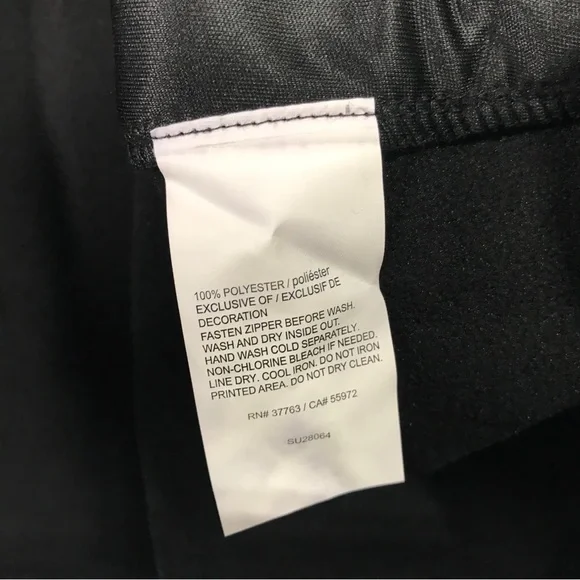 100% POLYESTER / poliéster
EXCLUSIVE OF / EXCLUSIF DE
DECORATION
FASTEN ZIPPER BEFORE WASH.
WASH AND DRY INSIDE OUT.
HAND WASH COLD SEPARATELY.
NON-CHLORINE BLEACH IF NEEDED.
LINE DRY. COOL IRON. DO NOT IRON
PRINTED AREA. DO NOT DRY CLEAN.
RN# 37763 / CA# 55972
SU28064